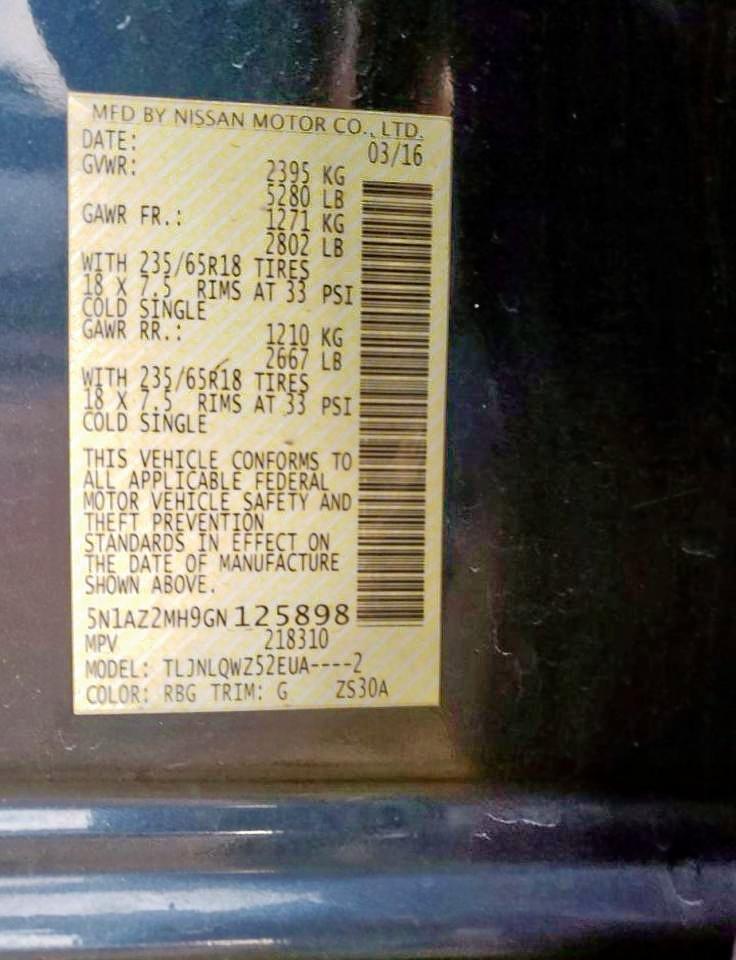 MFD BY NISSAN MOTOR CO., LTD.
DATE: 03/16
GVWR: 2395 KG
5280 LB
GAWR FR.: 1271 KG
2802 LB
WITH 235/65R18 TIRES
18 X 7.5 RIMS AT 33 PSI
COLD SINGLE
GAWR RR.: 1210 KG
2667 LB
WITH 235/65R18 TIRES
18 X 7.5 RIMS AT 33 PSI
COLD SINGLE
THIS VEHICLE CONFORMS TO
ALL APPLICABLE FEDERAL
MOTOR VEHICLE SAFETY AND
THEFT PREVENTION
STANDARDS IN EFFECT ON
THE DATE OF MANUFACTURE
SHOWN ABOVE.
5N1AZ2MH9GN125898
MPV 218310
MODEL: TLJNLQWZ52EUA----2
COLOR: RBG TRIM: G ZS30A